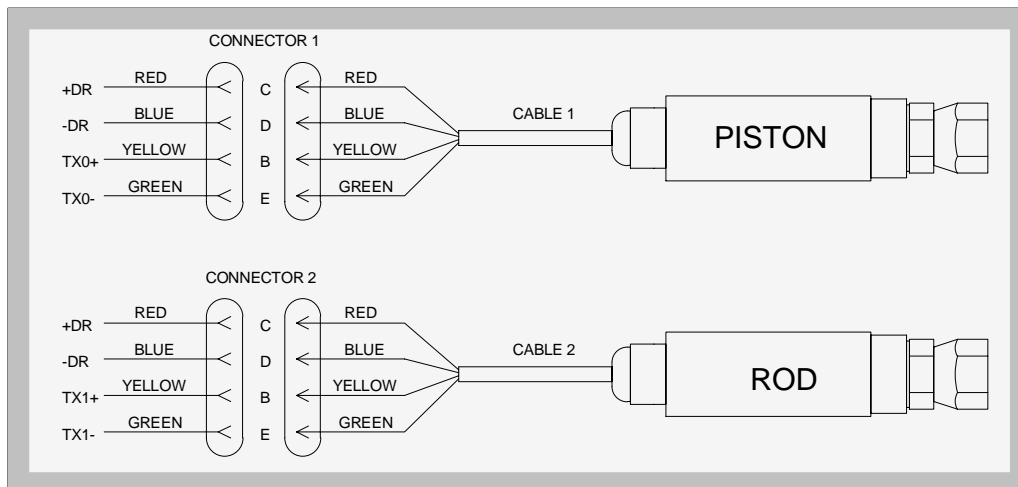 CONNECTOR 1
+DR RED C RED
-DR BLUE D BLUE CABLE 1
TX0+ YELLOW B YELLOW
TX0- GREEN E GREEN
PISTON
CONNECTOR 2
+DR RED C RED
-DR BLUE D BLUE CABLE 2
TX1+ YELLOW B YELLOW
TX1- GREEN E GREEN
ROD